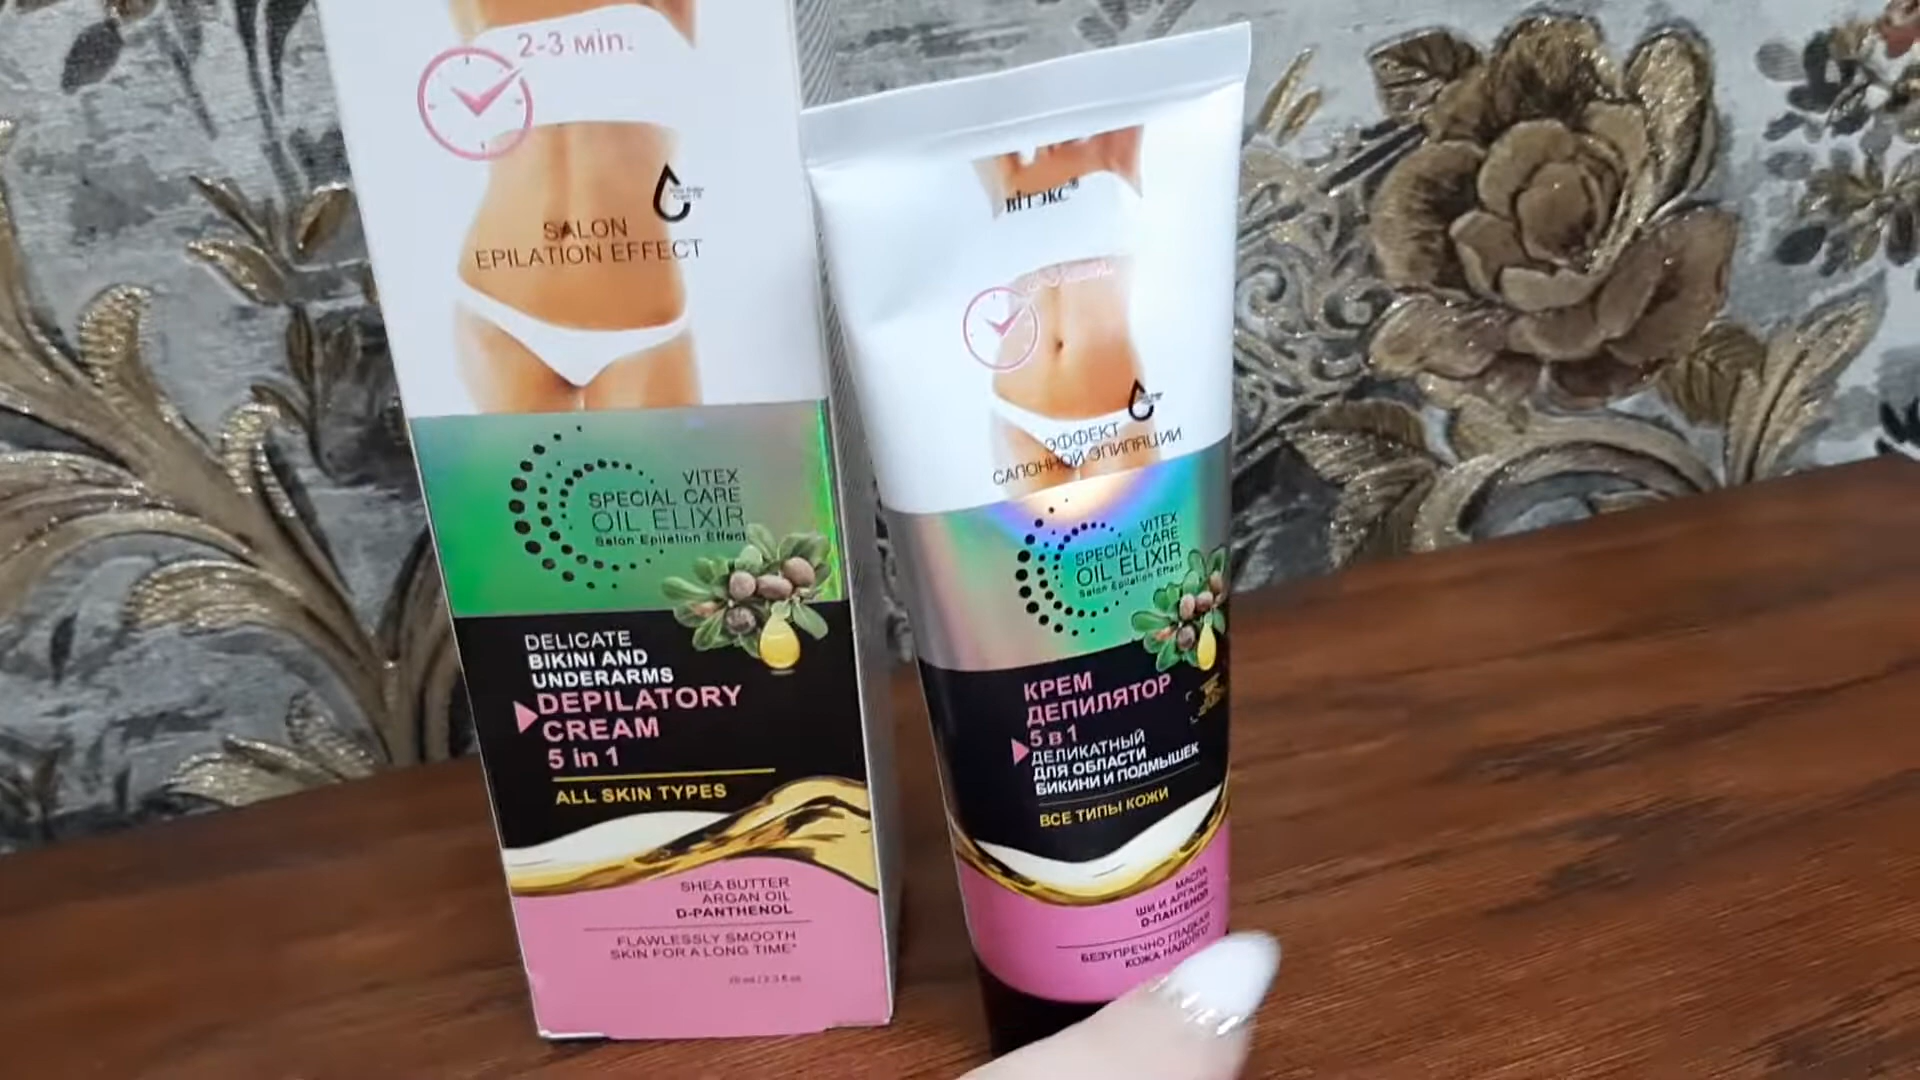 2-3 мin.
SALON
EPILATION EFFECT
VITEX
SPECIAL CARE
OIL ELIXIR
Salon Epilation Effect
DELICATE
BIKINI AND
UNDERARMS
DEPILATORY
CREAM
5 in 1
ALL SKIN TYPES
SHEA BUTTER
ARGAN OIL
D-PANTHENOL
FLAWLESSLY SMOOTH
SKIN FOR A LONG TIME*
ВІТЭКС®
ЭФФЕКТ
САЛОННОЙ ЭПИЛЯЦИИ
VITEX
SPECIAL CARE
OIL ELIXIR
Salon Epilation Effect
КРЕМ
ДЕПИЛЯТОР
5 в 1
ДЕЛИКАТНЫЙ
ДЛЯ ОБЛАСТИ
БИКИНИ И ПОДМЫШЕК
ВСЕ ТИПЫ КОЖИ
МАСЛА
ШИ И АРГАНЫ
D-ПАНТЕНОЛ
БЕЗУПРЕЧНО ГЛАДКАЯ
КОЖА НАДОЛГО*